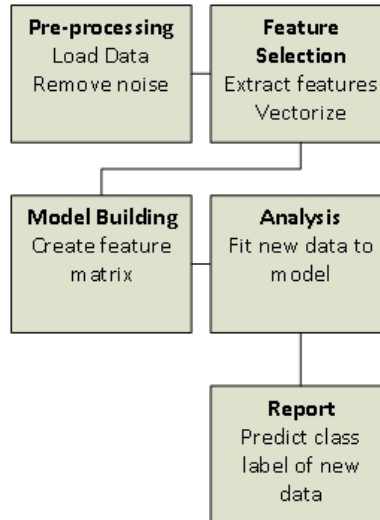 Pre-processing
Load Data
Remove noise
Feature
Selection
Extract features
Vectorize
Model Building
Create feature
matrix
Analysis
Fit new data to
model
Report
Predict class
label of new
data